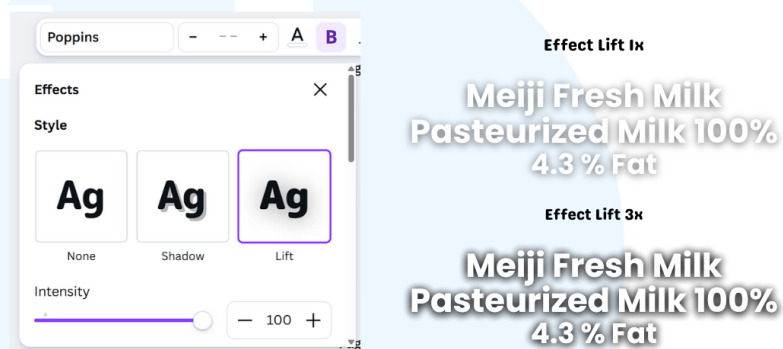 Poppins
− -- + A B
Effects
Style
Ag Ag Ag
None Shadow Lift
Intensity
− 100 +
Effect Lift 1x
Meiji Fresh Milk
Pasteurized Milk 100%
4.3 % Fat
Effect Lift 3x
Meiji Fresh Milk
Pasteurized Milk 100%
4.3 % Fat